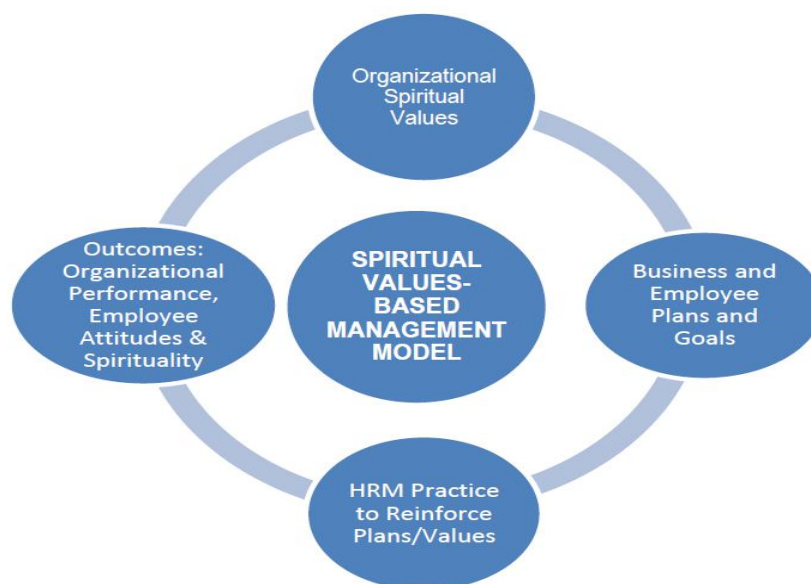 Organizational
Spiritual
Values
SPIRITUAL
VALUES-
BASED
MANAGEMENT
MODEL
Business and
Employee
Plans and
Goals
HRM Practice
to Reinforce
Plans/Values
Outcomes:
Organizational
Performance,
Employee
Attitudes &
Spirituality